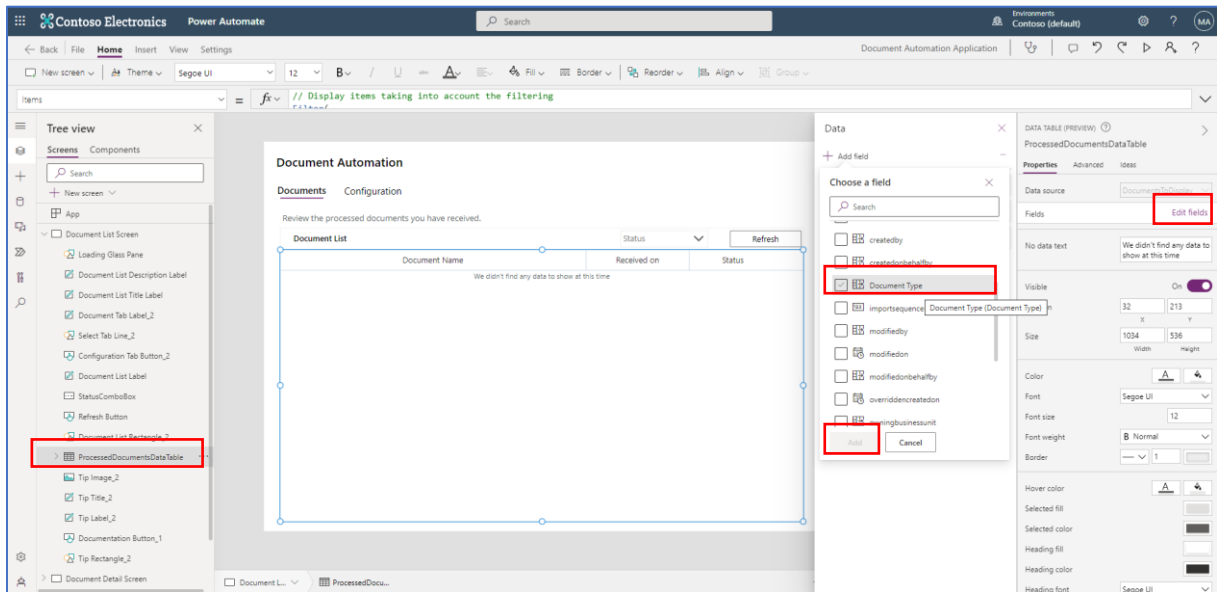 Contoso Electronics Power Automate
Search
Environments
Contoso (default)
MA
Back File Home Insert View Settings
Document Automation Application
New screen Theme Segoe UI 12 B Fill Border Reorder Align Group
Items = fx // Display items taking into account the filtering
Tree view
Screens Components
Search
New screen
App
Document List Screen
Loading Glass Pane
Document List Description Label
Document List Title Label
Document Tab Label_2
Select Tab Line_2
Configuration Tab Button_2
Document List Label
StatusComboBox
Refresh Button
Document List Rectangle_2
ProcessedDocumentsDataTable
Tip Image_2
Tip Title_2
Tip Label_2
Documentation Button_1
Tip Rectangle_2
Document Detail Screen
Document Automation
Documents Configuration
Review the processed documents you have received.
Document List Status Refresh
Document Name Received on Status
We didn't find any data to show at this time
Document L... ProcessedDocu...
Data
Add field
Choose a field
Search
createdby
createdonbehalfby
Document Type
importsequence
Document Type (Document Type)
modifiedby
modifiedon
modifiedonbehalfby
overriddencreatedon
owningbusinessunit
Add Cancel
DATA TABLE (PREVIEW)
ProcessedDocumentsDataTable
Properties Advanced Ideas
Data source DocumentsToDisplay
Fields Edit fields
No data text We didn't find any data to
show at this time
Visible On
32 213
X Y
Size 1034 536
Width Height
Color A
Font Segoe UI
Font size 12
Font weight B Normal
Border 1
Hover color A
Selected fill
Selected color
Heading fill
Heading color
Heading font Segoe UI